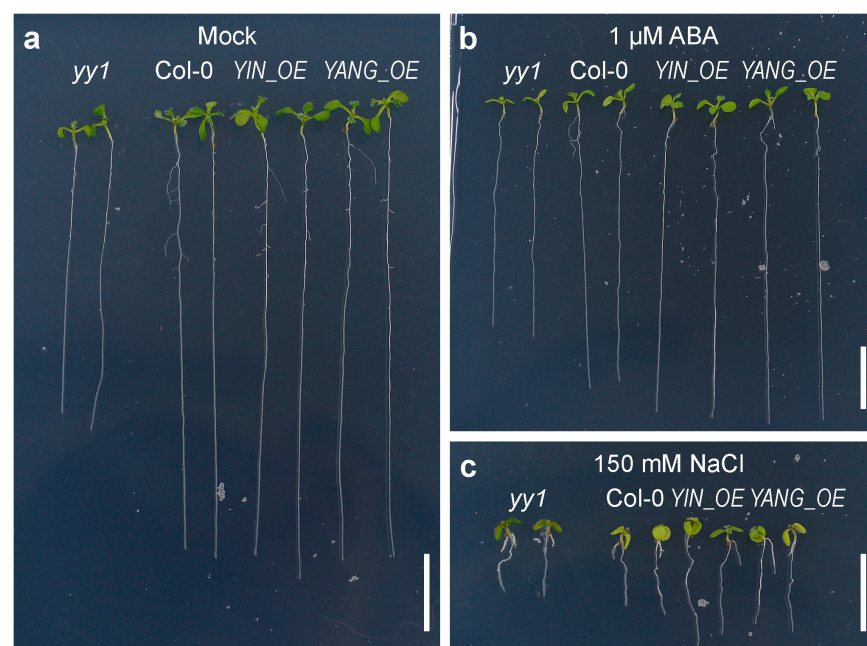 a Mock
yy1 Col-0 YIN_OE YANG_OE
b 1 µM ABA
yy1 Col-0 YIN_OE YANG_OE
c 150 mM NaCl
yy1 Col-0 YIN_OE YANG_OE